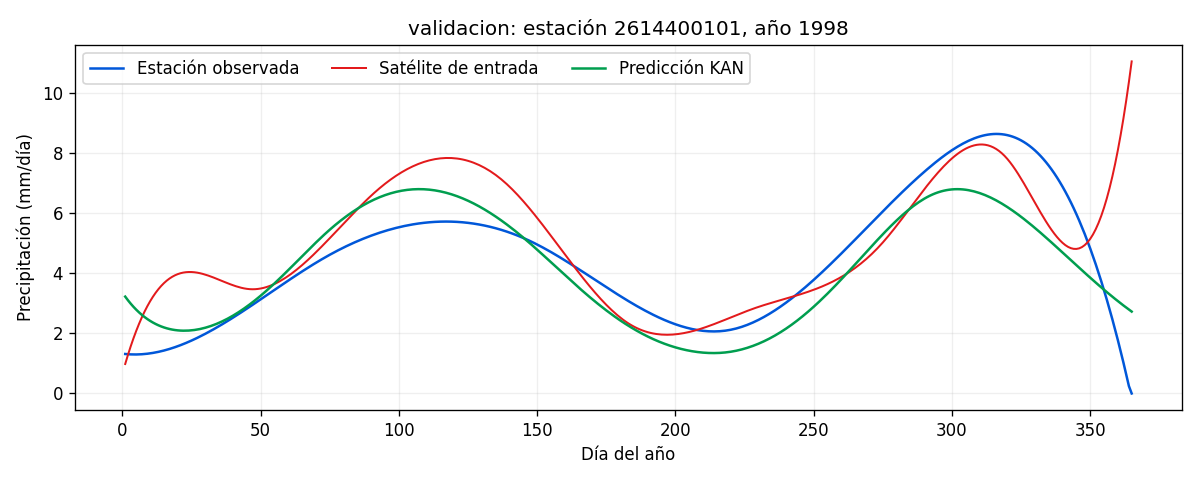 validacion: estación 2614400101, año 1998
Estación observada
Satélite de entrada
Predicción KAN
Precipitación (mm/día)
10
8
6
4
2
0
0 50 100 150 200 250 300 350
Día del año